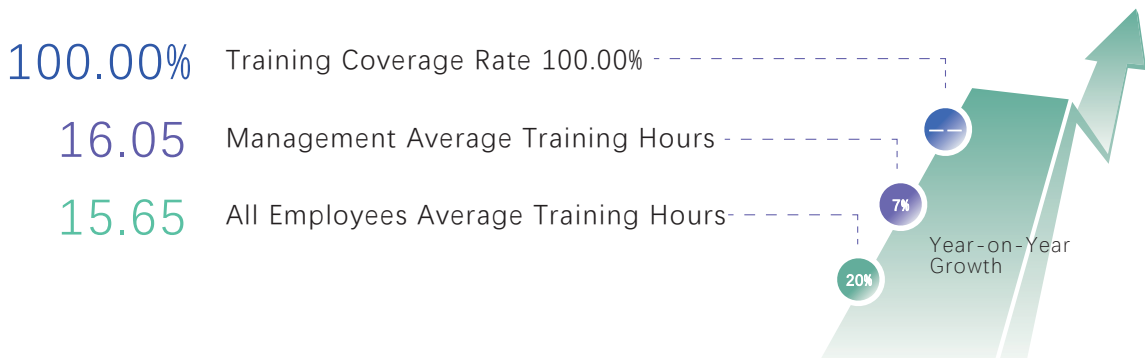 100.00% Training Coverage Rate 100.00%
——
16.05 Management Average Training Hours
7%
15.65 All Employees Average Training Hours
20%
Year-on-Year
Growth